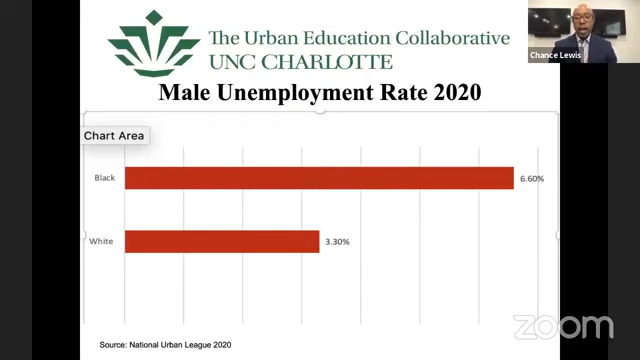 The Urban Education Collaborative
UNC CHARLOTTE
Chance Lewis
Male Unemployment Rate 2020
Chart Area
Black
6.60%
White
3.30%
Source: National Urban League 2020
zoom